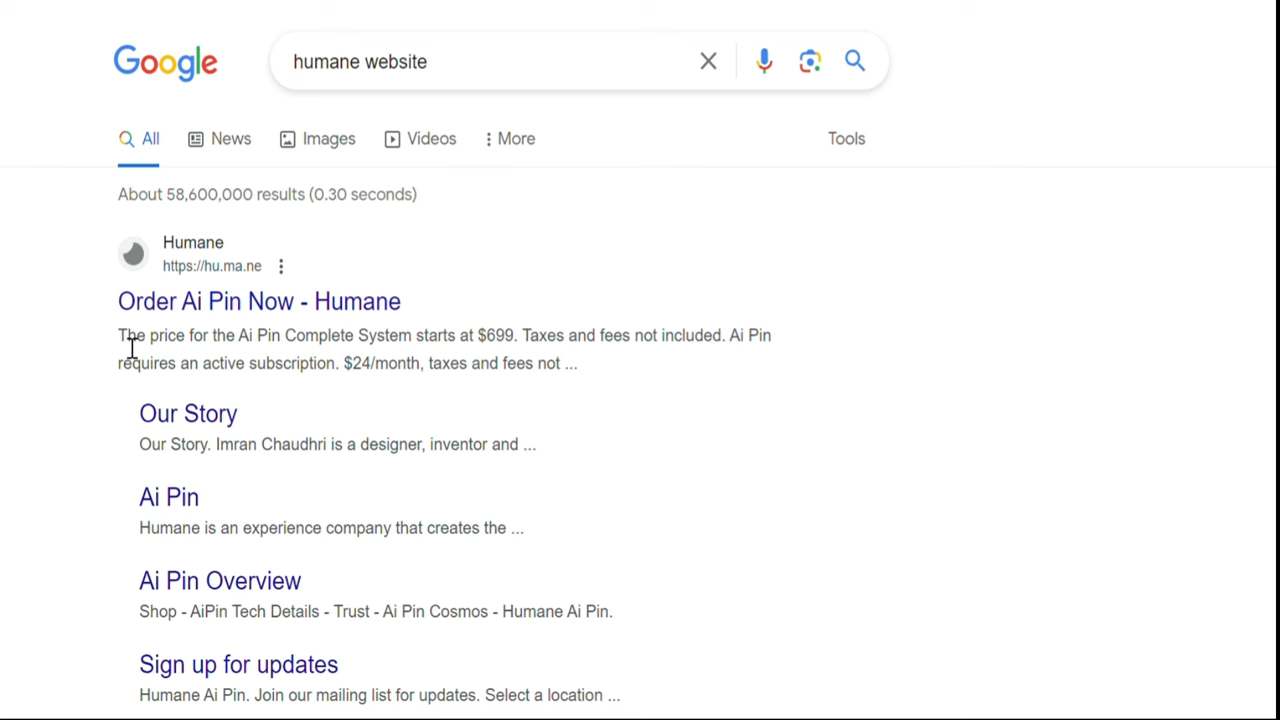 Google
humane website
All News Images Videos More Tools
About 58,600,000 results (0.30 seconds)
Humane
https://hu.ma.ne
Order Ai Pin Now - Humane
The price for the Ai Pin Complete System starts at $699. Taxes and fees not included. Ai Pin
requires an active subscription. $24/month, taxes and fees not ...
Our Story
Our Story. Imran Chaudhri is a designer, inventor and ...
Ai Pin
Humane is an experience company that creates the ...
Ai Pin Overview
Shop - AiPin Tech Details - Trust - Ai Pin Cosmos - Humane Ai Pin.
Sign up for updates
Humane Ai Pin. Join our mailing list for updates. Select a location ...